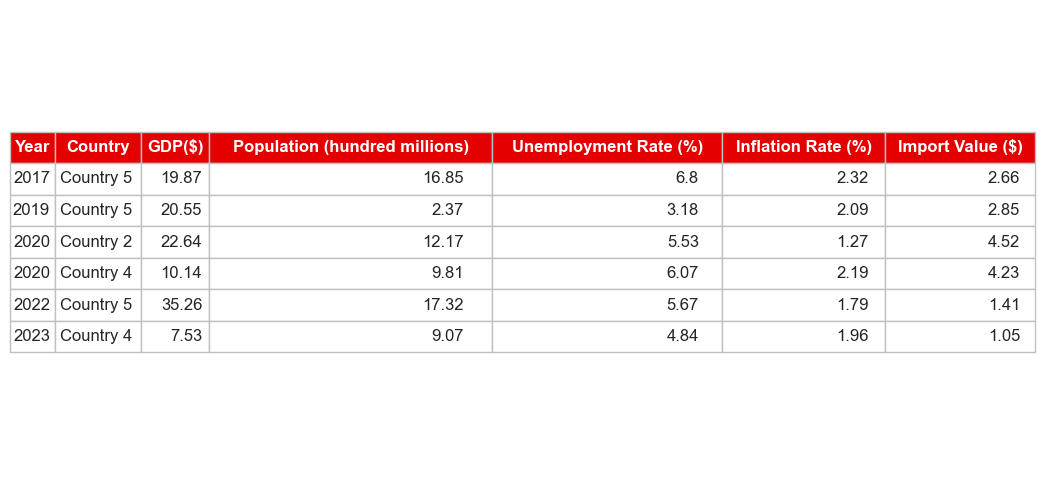 Year Country GDP($) Population (hundred millions) Unemployment Rate (%) Inflation Rate (%) Import Value ($)
2017 Country 5 19.87 16.85 6.8 2.32 2.66
2019 Country 5 20.55 2.37 3.18 2.09 2.85
2020 Country 2 22.64 12.17 5.53 1.27 4.52
2020 Country 4 10.14 9.81 6.07 2.19 4.23
2022 Country 5 35.26 17.32 5.67 1.79 1.41
2023 Country 4 7.53 9.07 4.84 1.96 1.05